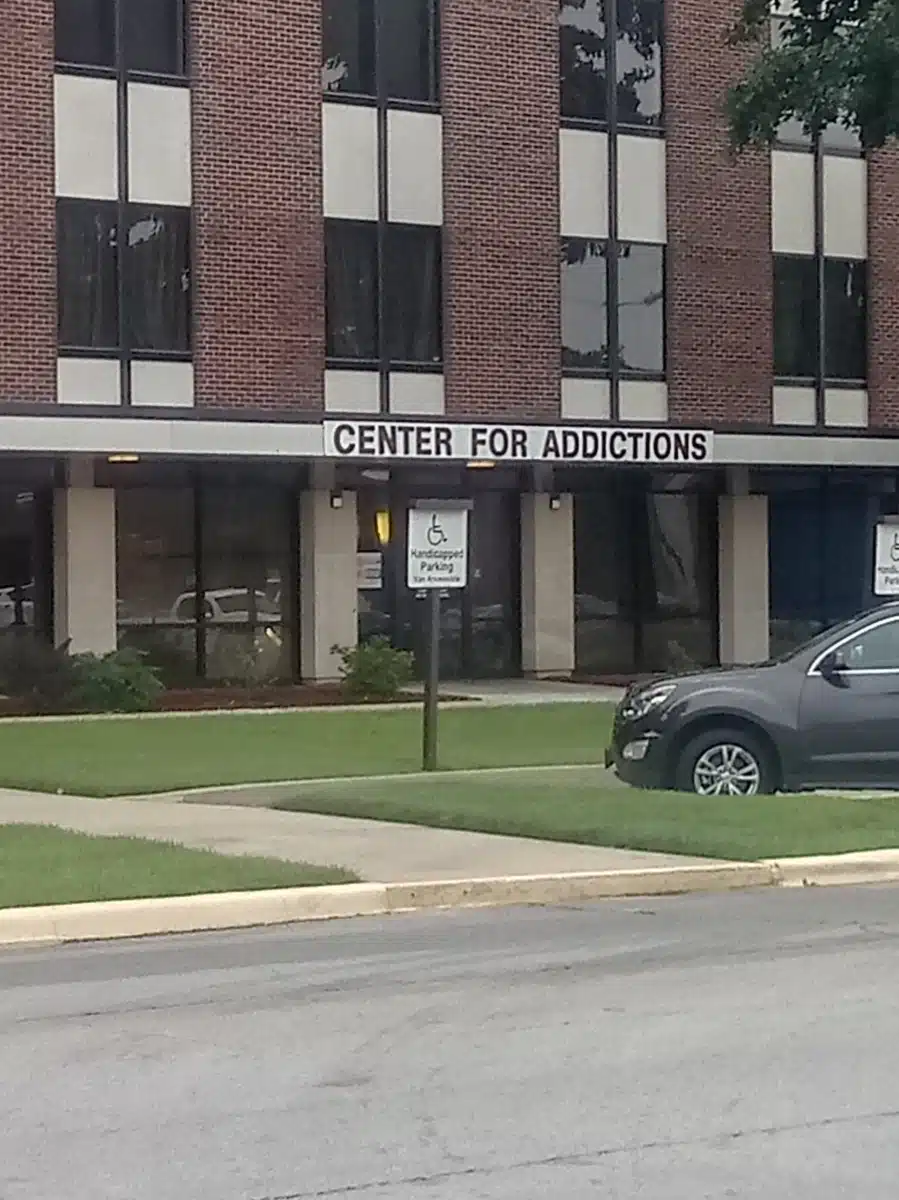 CENTER FOR ADDICTIONS
Handicapped
Parking
Van Accessible